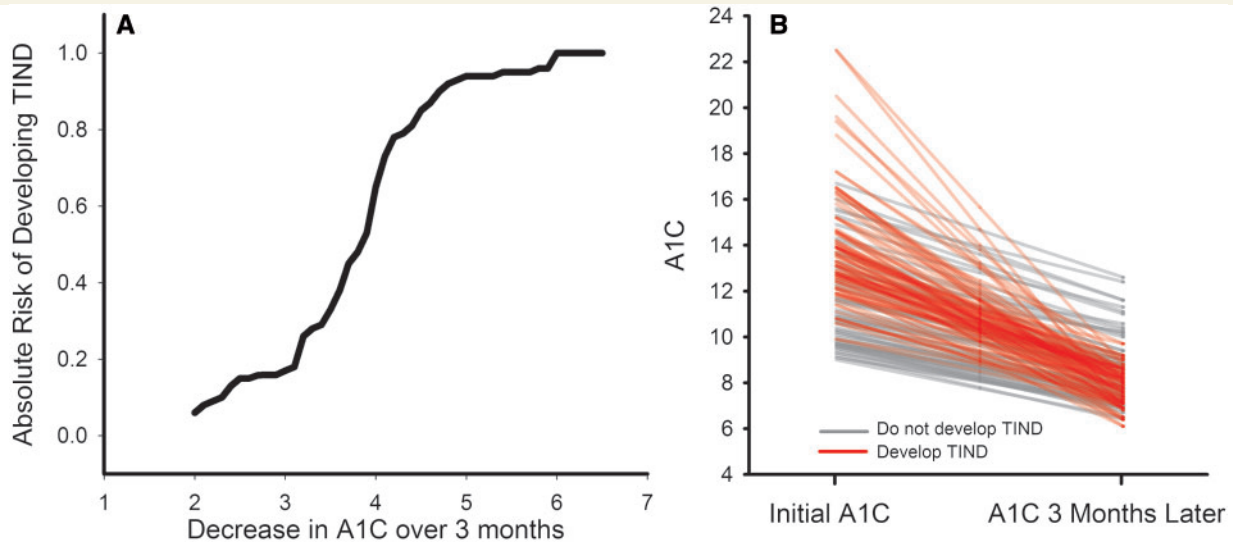 A
Absolute Risk of Developing TIND
1.0
0.8
0.6
0.4
0.2
0.0
1 2 3 4 5 6 7
Decrease in A1C over 3 months
B
A1C
24
22
20
18
16
14
12
10
8
6
4
Do not develop TIND
Develop TIND
Initial A1C A1C 3 Months Later